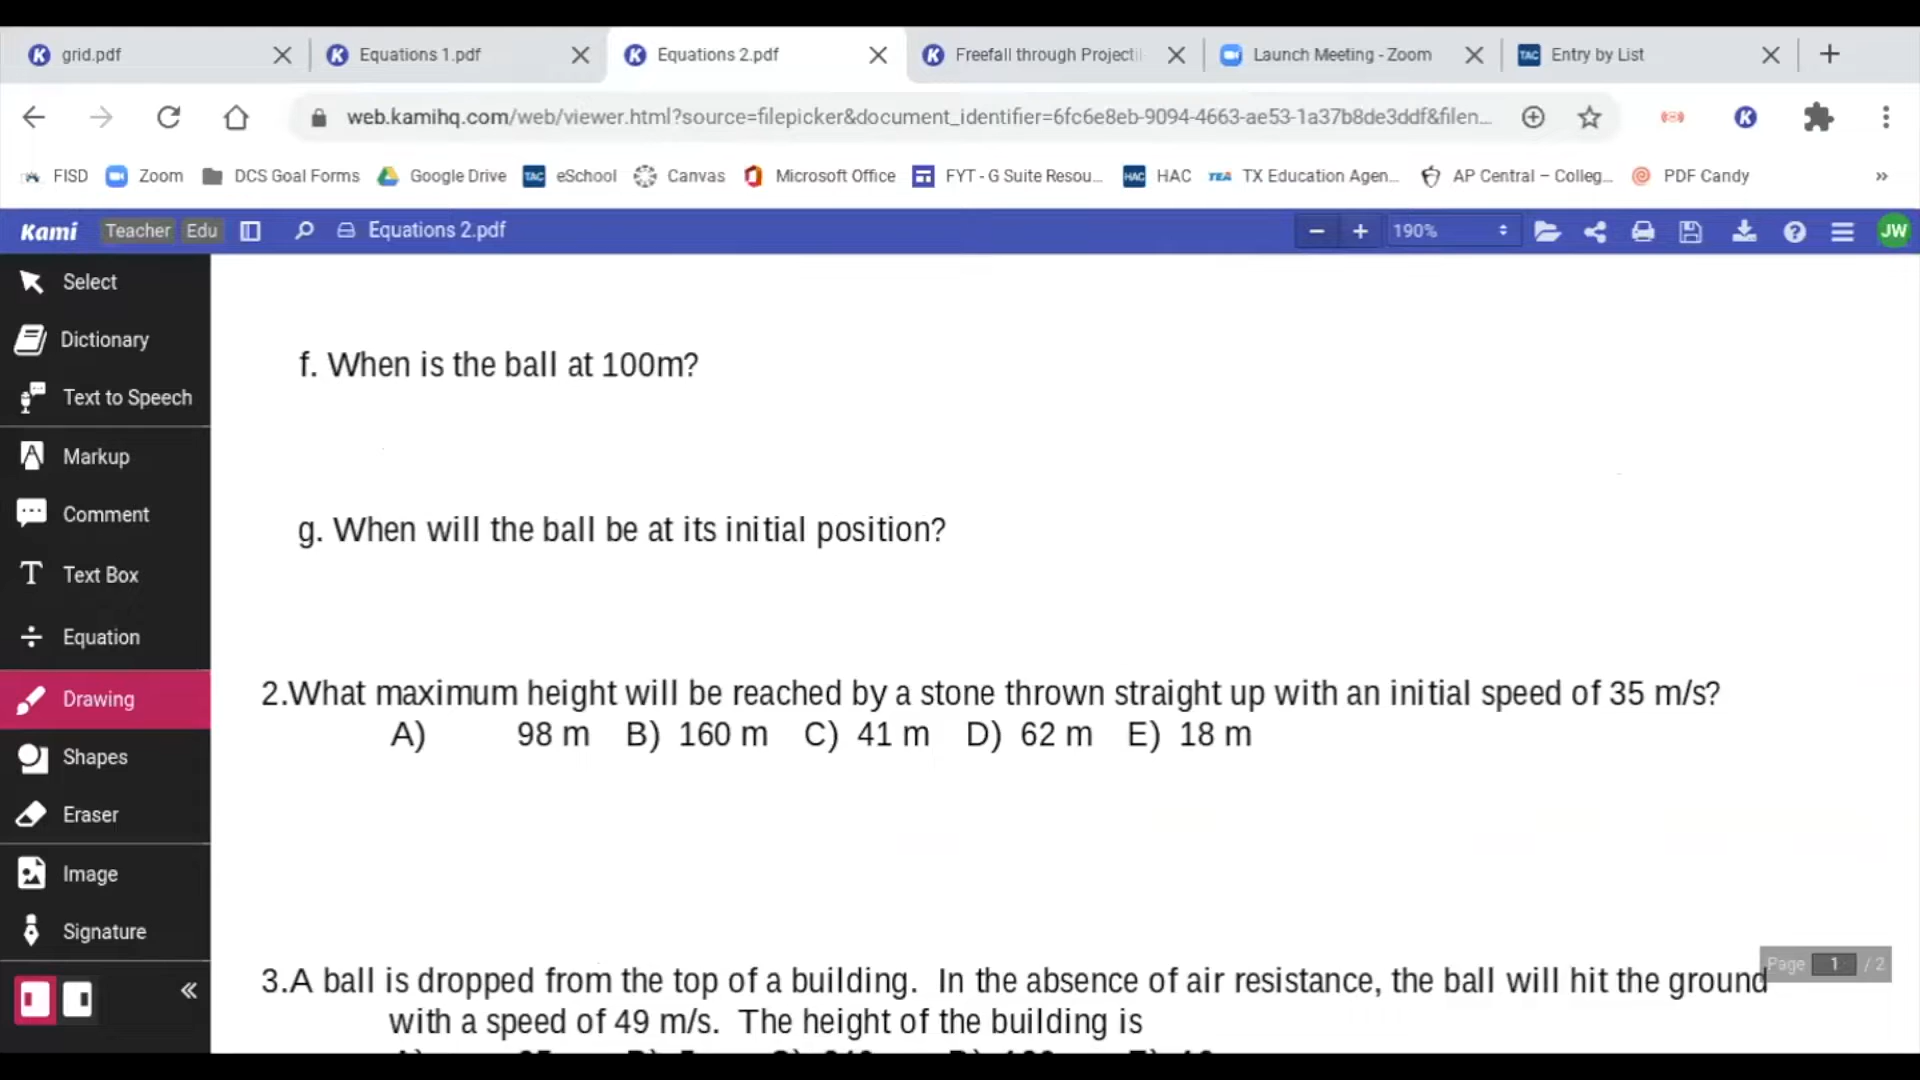 grid.pdf
Equations 1.pdf
Equations 2.pdf
Freefall through Projecti
Launch Meeting - Zoom
TAC Entry by List
web.kamihq.com/web/viewer.html?source=filepicker&document_identifier=6fc6e8eb-9094-4663-ae53-1a37b8de3ddf&filen...
FISD
Zoom
DCS Goal Forms
Google Drive
TAC eSchool
Canvas
Microsoft Office
FYT - G Suite Resou...
HAC HAC
TEA TX Education Agen...
AP Central – Colleg...
PDF Candy
»
Kami Teacher Edu
Equations 2.pdf
190%
JW
Select
Dictionary
Text to Speech
Markup
Comment
Text Box
Equation
Drawing
Shapes
Eraser
Image
Signature
f. When is the ball at 100m?
g. When will the ball be at its initial position?
2.What maximum height will be reached by a stone thrown straight up with an initial speed of 35 m/s?
A) 98 m B) 160 m C) 41 m D) 62 m E) 18 m
3.A ball is dropped from the top of a building. In the absence of air resistance, the ball will hit the ground
with a speed of 49 m/s. The height of the building is
Page 1 / 2